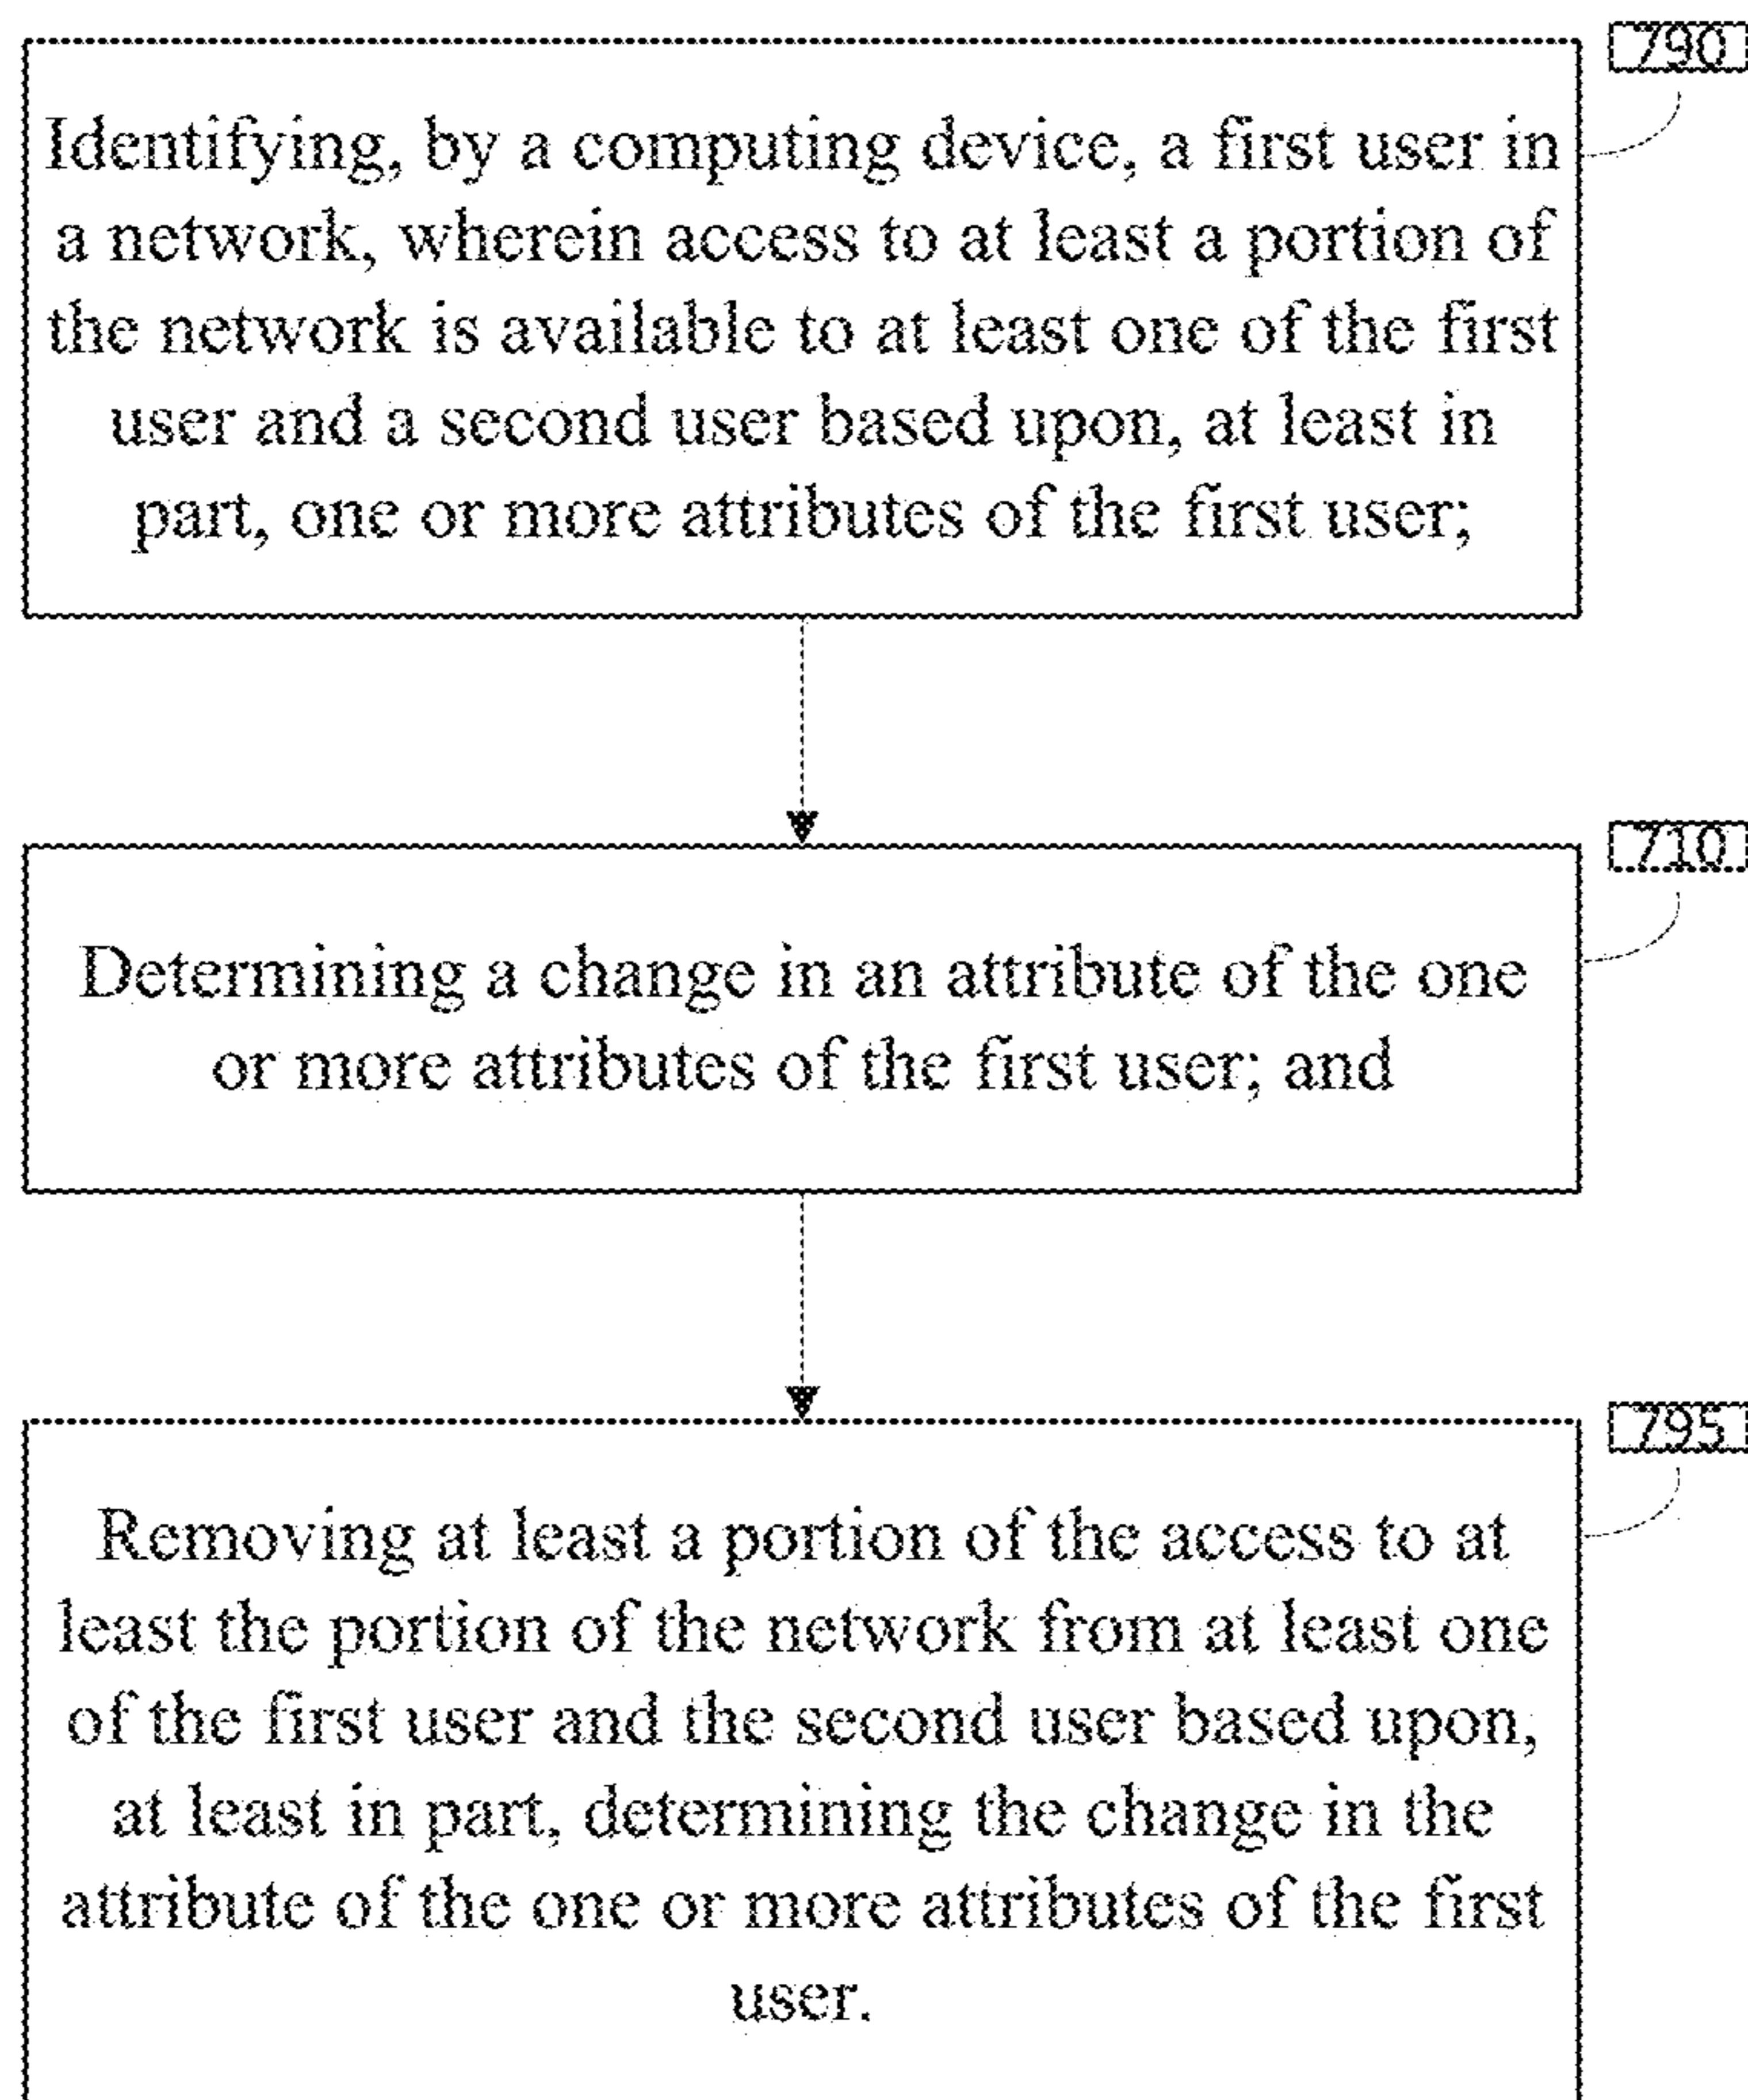 790
Identifying, by a computing device, a first user in
a network, wherein access to at least a portion of
the network is available to at least one of the first
user and a second user based upon, at least in
part, one or more attributes of the first user;
710
Determining a change in an attribute of the one
or more attributes of the first user; and
795
Removing at least a portion of the access to at
least the portion of the network from at least one
of the first user and the second user based upon,
at least in part, determining the change in the
attribute of the one or more attributes of the first
user.